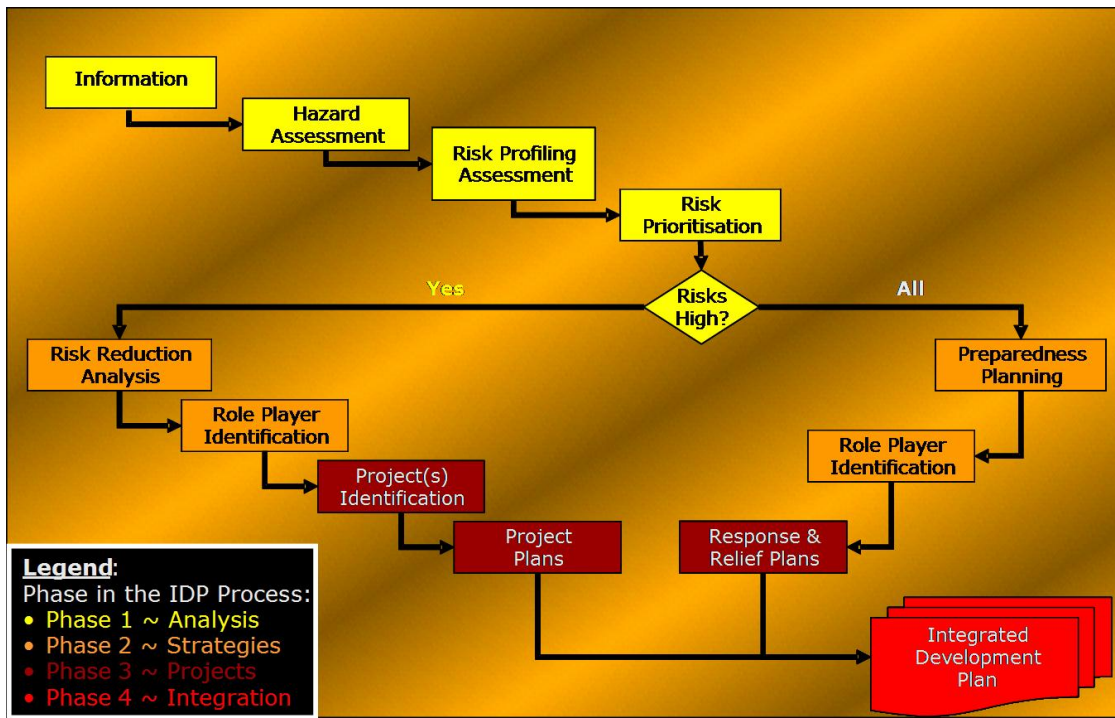 Information
Hazard
Assessment
Risk Profiling
Assessment
Risk
Prioritisation
Yes
Risks
High?
All
Risk Reduction
Analysis
Preparedness
Planning
Role Player
Identification
Role Player
Identification
Project(s)
Identification
Project
Plans
Response &
Relief Plans
Integrated
Development
Plan
Legend:
Phase in the IDP Process:
• Phase 1 ~ Analysis
• Phase 2 ~ Strategies
• Phase 3 ~ Projects
• Phase 4 ~ Integration